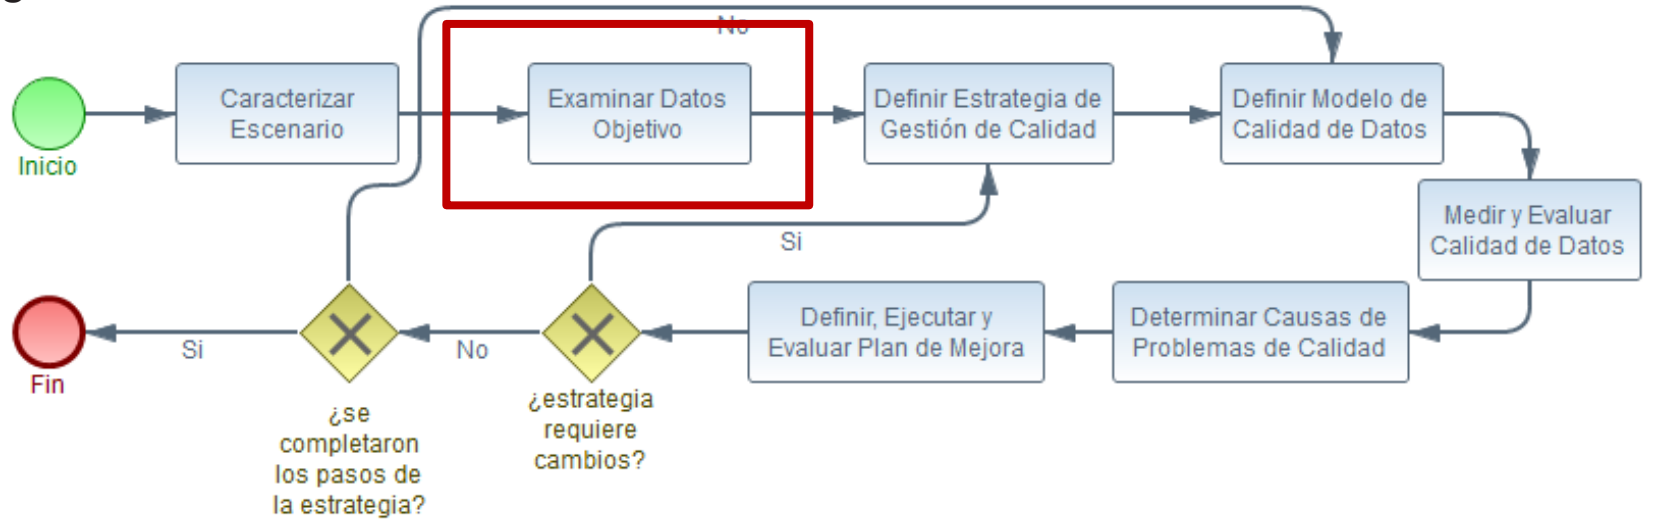 No
Inicio
Caracterizar
Escenario
Examinar Datos
Objetivo
Definir Estrategia de
Gestión de Calidad
Definir Modelo de
Calidad de Datos
Medir y Evaluar
Calidad de Datos
Si
Determinar Causas de
Problemas de Calidad
Definir, Ejecutar y
Evaluar Plan de Mejora
¿estrategia
requiere
cambios?
No
¿se
completaron
los pasos de
la estrategia?
Si
Fin